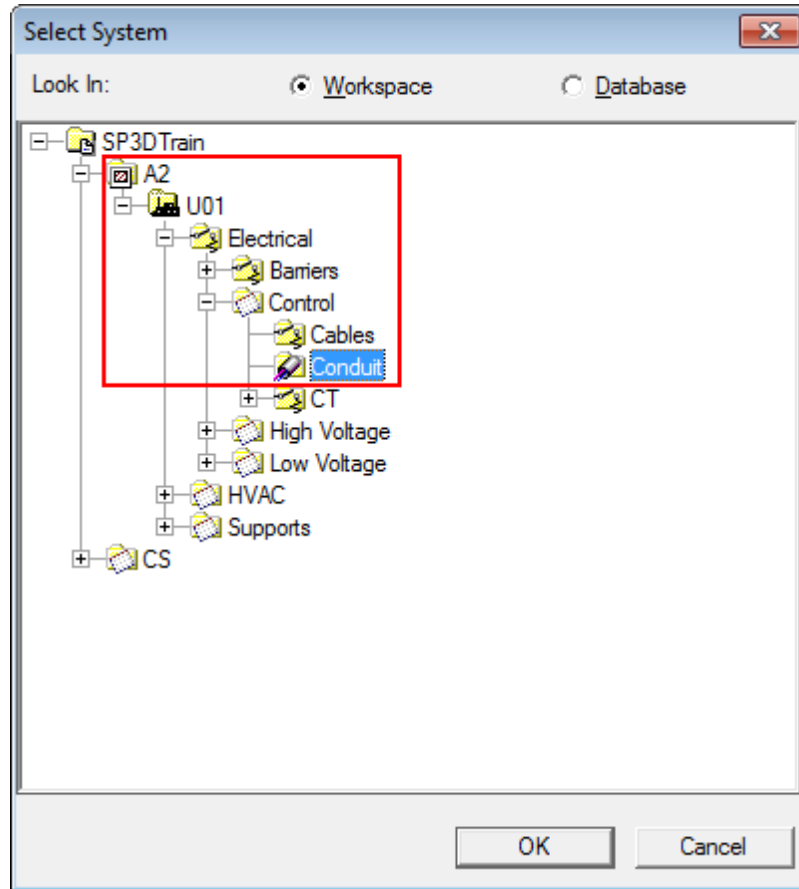 Select System
Look In: Workspace Database
SP3DTrain
A2
U01
Electrical
Barriers
Control
Cables
Conduit
CT
High Voltage
Low Voltage
HVAC
Supports
CS
OK Cancel